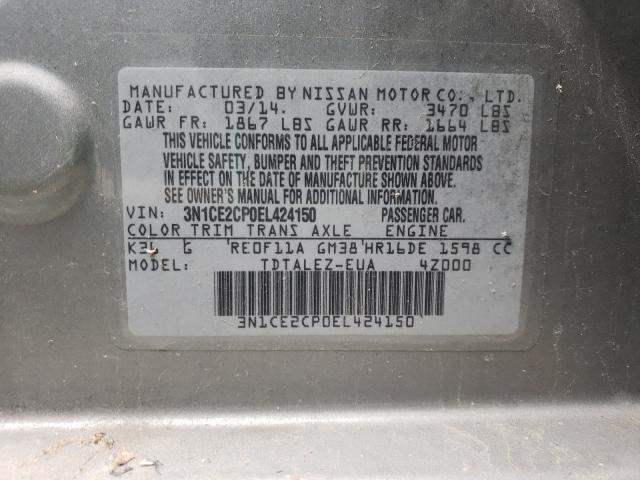 MANUFACTURED BY NISSAN MOTOR CO., LTD.
DATE: 03/14. GVWR: 3470 LBS
GAWR FR: 1867 LBS GAWR RR: 1664 LBS
THIS VEHICLE CONFORMS TO ALL APPLICABLE FEDERAL MOTOR
VEHICLE SAFETY, BUMPER AND THEFT PREVENTION STANDARDS
IN EFFECT ON THE DATE OF MANUFACTURE SHOWN ABOVE.
SEE OWNER'S MANUAL FOR ADDITIONAL INFORMATION.
VIN: 3N1CE2CP0EL424150 PASSENGER CAR.
COLOR TRIM TRANS AXLE ENGINE
K36 G RE0F11A GM38 HR16DE 1598 CC
MODEL: TDTALEZ-EUA 4Z000
3N1CE2CP0EL424150